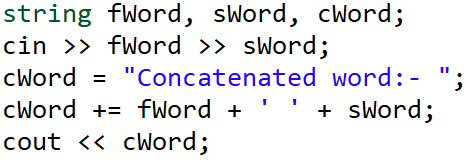 string fWord, sWord, cWord;
cin >> fWord >> sWord;
cWord = "Concatenated word:- ";
cWord += fWord + ' ' + sWord;
cout << cWord;